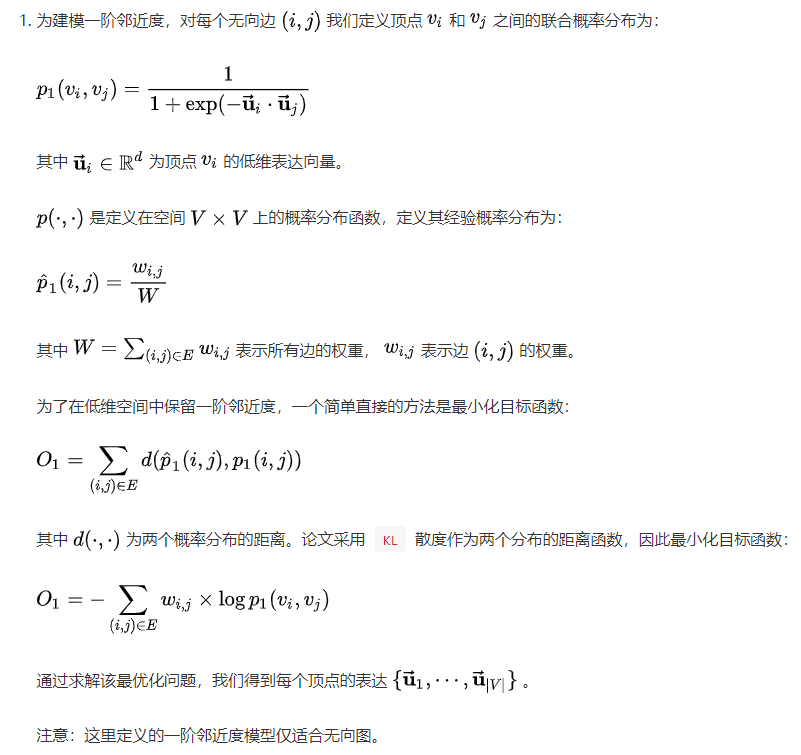 1. 为建模一阶邻近度，对每个无向边 (i, j) 我们定义顶点 v_i 和 v_j 之间的联合概率分布为：
p_1(v_i, v_j) = \frac{1}{1 + \exp(-\vec{\mathbf{u}}_i \cdot \vec{\mathbf{u}}_j)}
其中 \vec{\mathbf{u}}_i \in \mathbb{R}^d 为顶点 v_i 的低维表达向量。
p(\cdot, \cdot) 是定义在空间 V \times V 上的概率分布函数，定义其经验概率分布为：
\hat{p}_1(i, j) = \frac{w_{i,j}}{W}
其中 W = \sum_{(i,j) \in E} w_{i,j} 表示所有边的权重， w_{i,j} 表示边 (i, j) 的权重。
为了在低维空间中保留一阶邻近度，一个简单直接的方法是最小化目标函数：
O_1 = \sum_{(i,j) \in E} d(\hat{p}_1(i, j), p_1(i, j))
其中 d(\cdot, \cdot) 为两个概率分布的距离。论文采用 KL 散度作为两个分布的距离函数，因此最小化目标函数：
O_1 = - \sum_{(i,j) \in E} w_{i,j} \times \log p_1(v_i, v_j)
通过求解该最优化问题，我们得到每个顶点的表达 \{\vec{\mathbf{u}}_1, \cdots, \vec{\mathbf{u}}_{|V|}\} 。
注意：这里定义的一阶邻近度模型仅适合无向图。